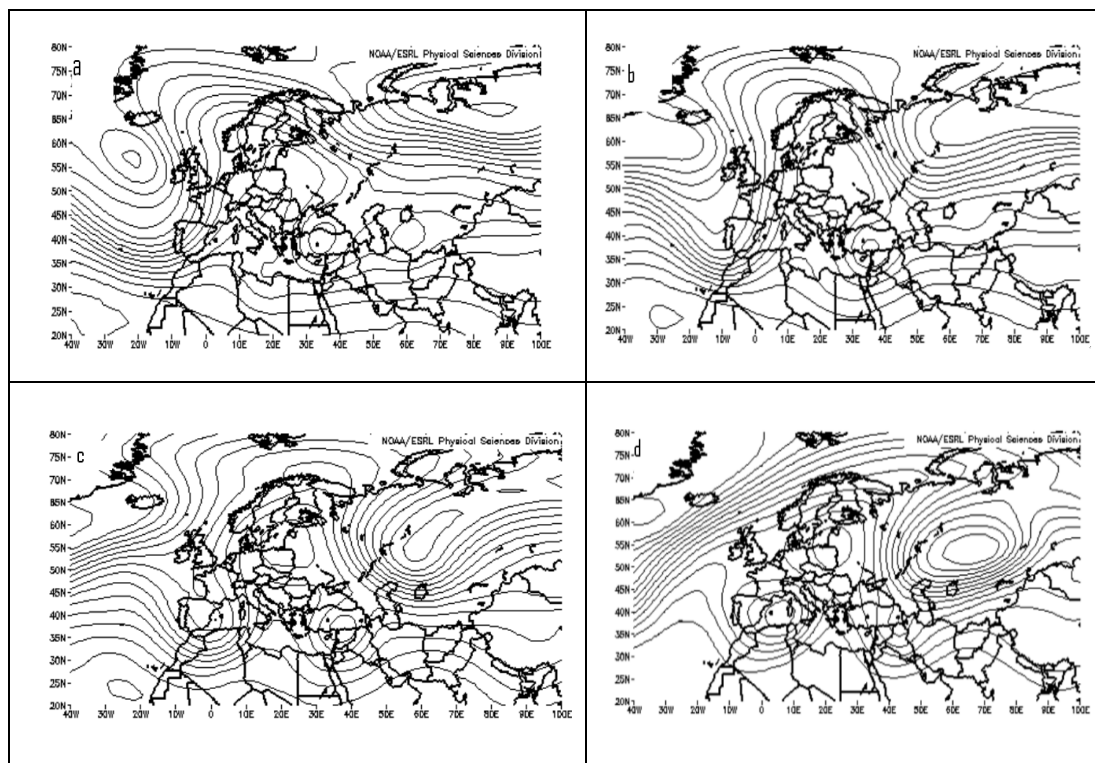 NOAA/ESRL Physical Sciences Division
a
80N
75N
70N
65N
60N
55N
50N
45N
40N
35N
30N
25N
20N
40W 30W 20W 10W 0 10E 20E 30E 40E 50E 60E 70E 80E 90E 100E
NOAA/ESRL Physical Sciences Division
b
80N
75N
70N
65N
60N
55N
50N
45N
40N
35N
30N
25N
20N
40W 30W 20W 10W 0 10E 20E 30E 40E 50E 60E 70E 80E 90E 100E
NOAA/ESRL Physical Sciences Division
c
80N
75N
70N
65N
60N
55N
50N
45N
40N
35N
30N
25N
20N
40W 30W 20W 10W 0 10E 20E 30E 40E 50E 60E 70E 80E 90E 100E
NOAA/ESRL Physical Sciences Division
d
80N
75N
70N
65N
60N
55N
50N
45N
40N
35N
30N
25N
20N
40W 30W 20W 10W 0 10E 20E 30E 40E 50E 60E 70E 80E 90E 100E